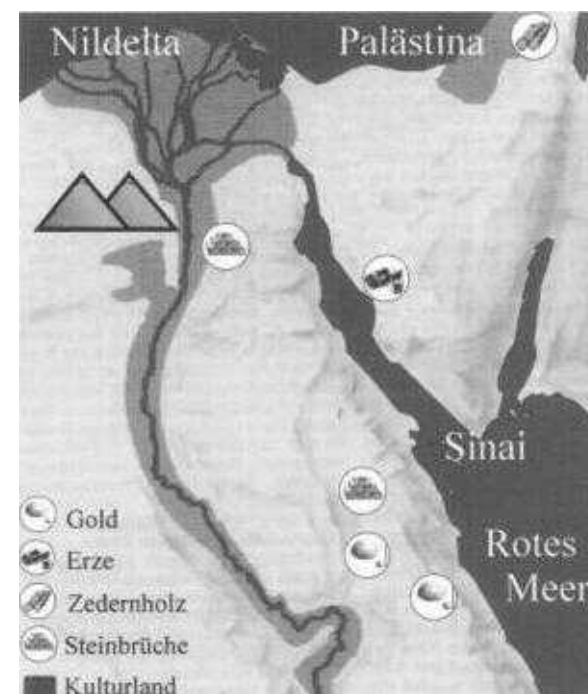 Nildelta
Palästina
Sinai
Rotes
Meer
Gold
Erze
Zedernholz
Steinbrüche
Kulturland